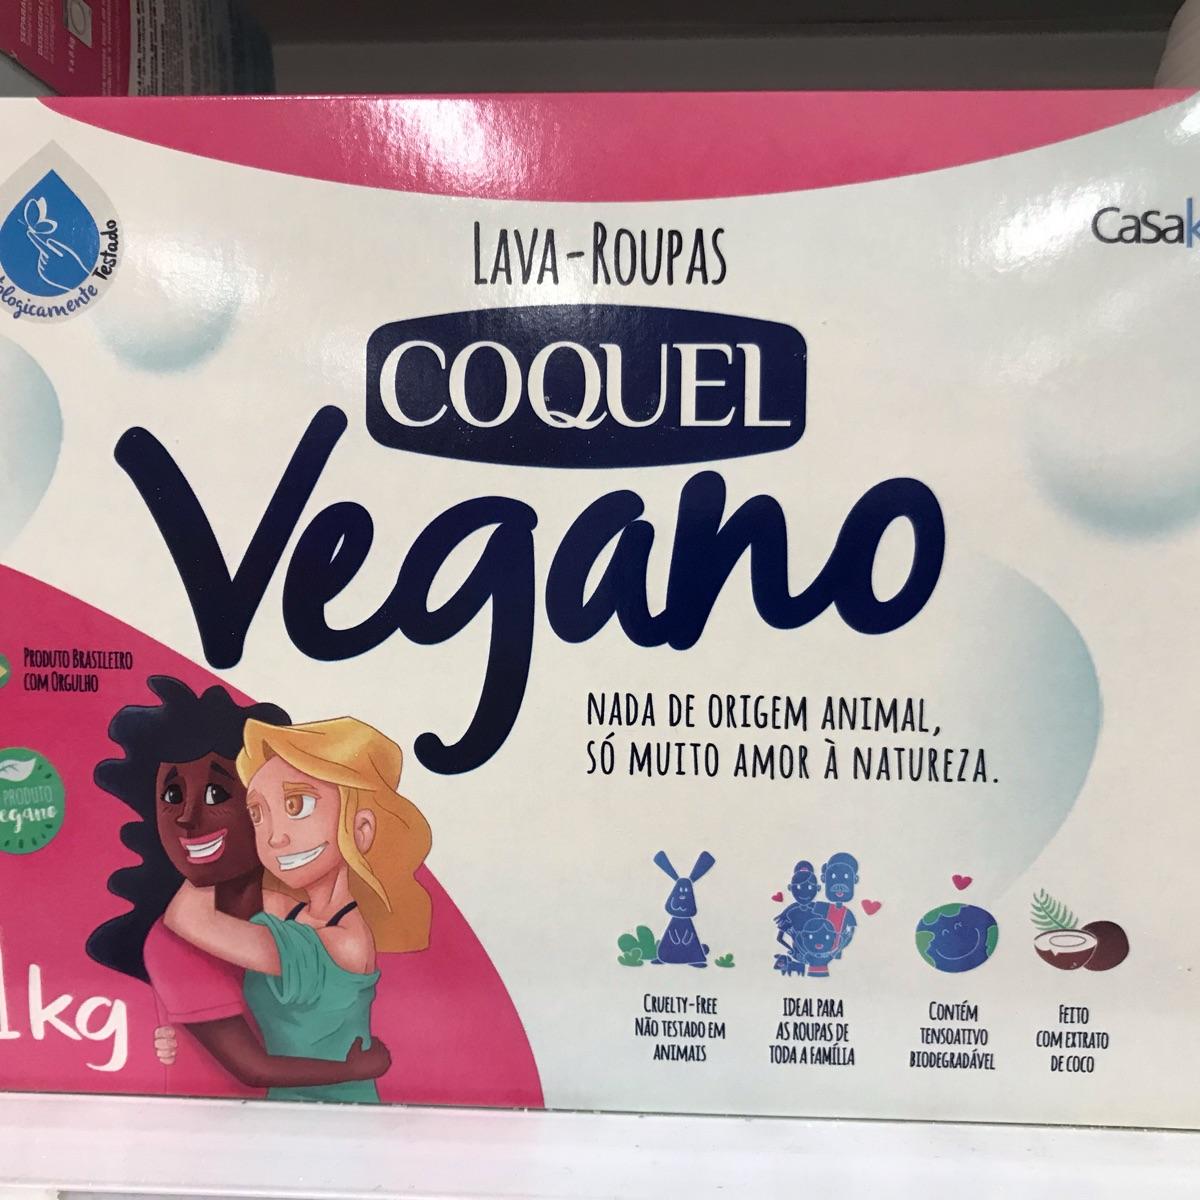 LAVA-ROUPAS
CaSa
COQUEL
Vegano
Testado
NADA DE ORIGEM ANIMAL,
SÓ MUITO AMOR À NATUREZA.
PRODUTO BRASILEIRO
COM ORGULHO
PRODUTO
1kg
CRUELTY-FREE
NÃO TESTADO EM
ANIMAIS
IDEAL PARA
AS ROUPAS DE
TODA A FAMÍLIA
CONTÉM
TENSOATIVO
BIODEGRADÁVEL
FEITO
COM EXTRATO
DE COCO